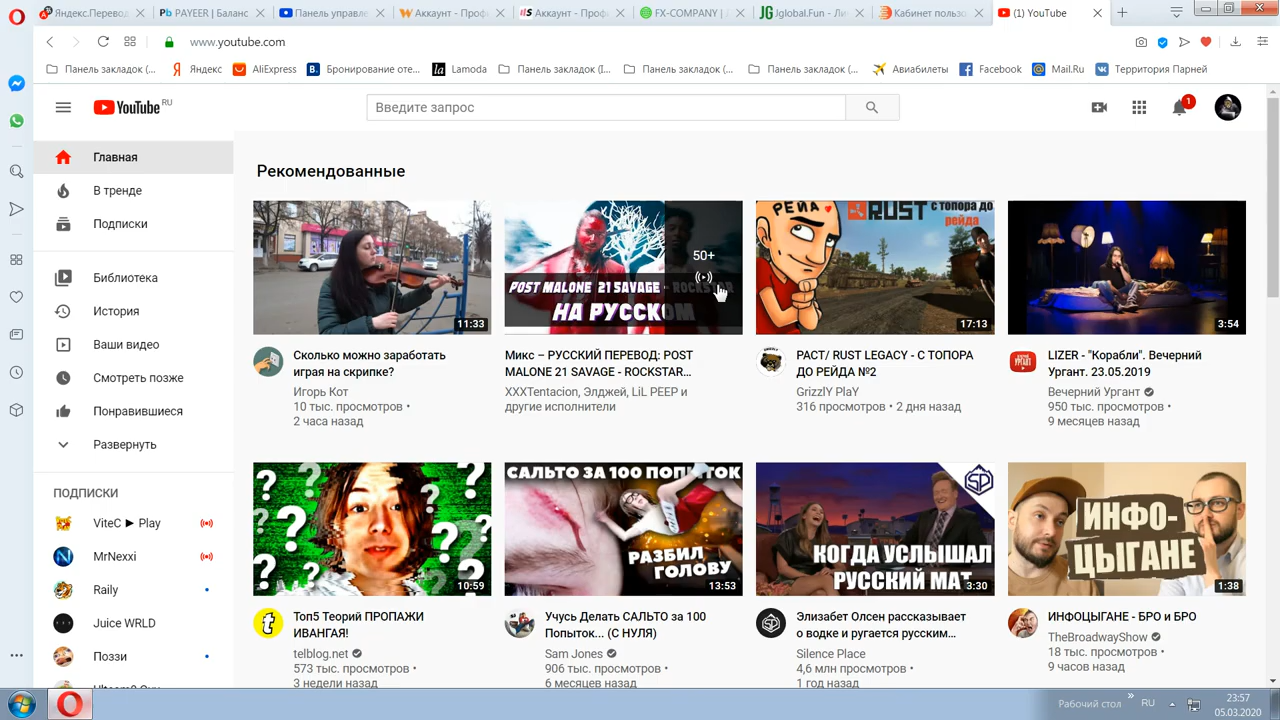 Яндекс.Перевод
PAYEER | Баланс
Панель управле
Аккаунт - Профи
Аккаунт - Профи
FX-COMPANY |
Jglobal.Fun - Ли
Кабинет пользо
(1) YouTube
www.youtube.com
Панель закладок (...
Яндекс
AliExpress
Бронирование оте...
Lamoda
Панель закладок (I...
Панель закладок (...
Панель закладок (...
Авиабилеты
Facebook
Mail.Ru
Территория Парней
YouTube RU
Введите запрос
1
Главная
В тренде
Подписки
Библиотека
История
Ваши видео
Смотреть позже
Понравившиеся
Развернуть
ПОДПИСКИ
ViteC ► Play
MrNexxi
Raily
Juice WRLD
Поззи
Рекомендованные
11:33
Сколько можно заработать
играя на скрипке?
Игорь Кот
10 тыс. просмотров •
2 часа назад
50+
POST MALONE 21 SAVAGE - ROCKSTAR
НА РУССКОМ
Микс – РУССКИЙ ПЕРЕВОД: POST
MALONE 21 SAVAGE - ROCKSTAR...
XXXTentacion, Элджей, LiL PEEP и
другие исполнители
РЕЙД
RUST с топора до
рейда
17:13
РАСТ/ RUST LEGACY - С ТОПОРА
ДО РЕЙДА №2
GrizzlY PlaY
316 просмотров • 2 дня назад
3:54
LIZER - "Корабли". Вечерний
Ургант. 23.05.2019
Вечерний Ургант
950 тыс. просмотров •
9 месяцев назад
10:59
Топ5 Теорий ПРОПАЖИ
ИВАНГАЯ!
telblog.net
573 тыс. просмотров •
3 недели назад
САЛЬТО ЗА 100 ПОПЫТОК
РАЗБИЛ
ГОЛОВУ
13:53
Учусь Делать САЛЬТО за 100
Попыток... (С НУЛЯ)
Sam Jones
906 тыс. просмотров •
6 месяцев назад
SP
КОГДА УСЛЫШАЛ
РУССКИЙ МАТ
3:30
Элизабет Олсен рассказывает
о водке и ругается русским...
Silence Place
4,6 млн просмотров •
1 год назад
ИНФО-
ЦЫГАНЕ
1:38
ИНФОЦЫГАНЕ - БРО и БРО
TheBroadwayShow
18 тыс. просмотров •
9 часов назад
Рабочий стол
RU
23:57
05.03.2020